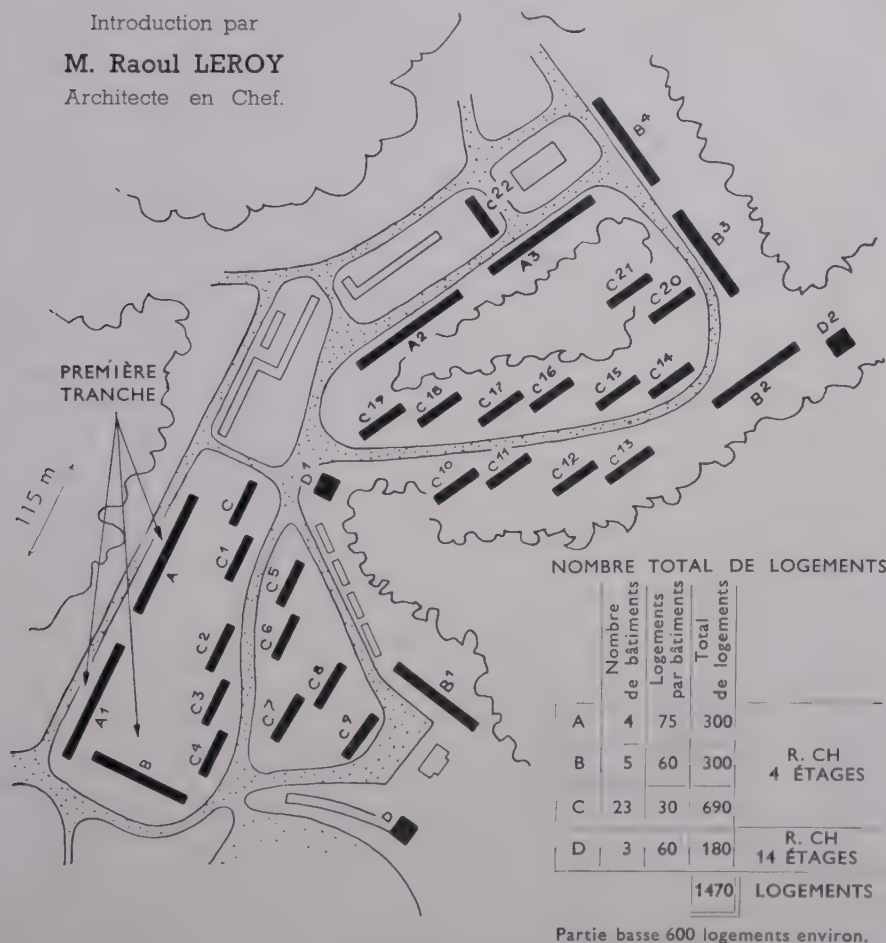 Introduction par
M. Raoul LEROY
Architecte en Chef.
B4
C22
B3
A3
C21
C20
D2
A2
PREMIÈRE
TRANCHE
C19
C18
C17
C16
C15
C14
B2
115 m
C10
C11
C12
C13
D1
C
A
C1
C5
C2
C6
C3
C8
A1
C4
C7
C9
B1
B
D
NOMBRE TOTAL DE LOGEMENTS
Nombre de bâtiments
Logements par bâtiments
Total de logements
A 4 75 300
B 5 60 300
R. CH
4 ÉTAGES
C 23 30 690
D 3 60 180
R. CH
14 ÉTAGES
1470 LOGEMENTS
Partie basse 600 logements environ.